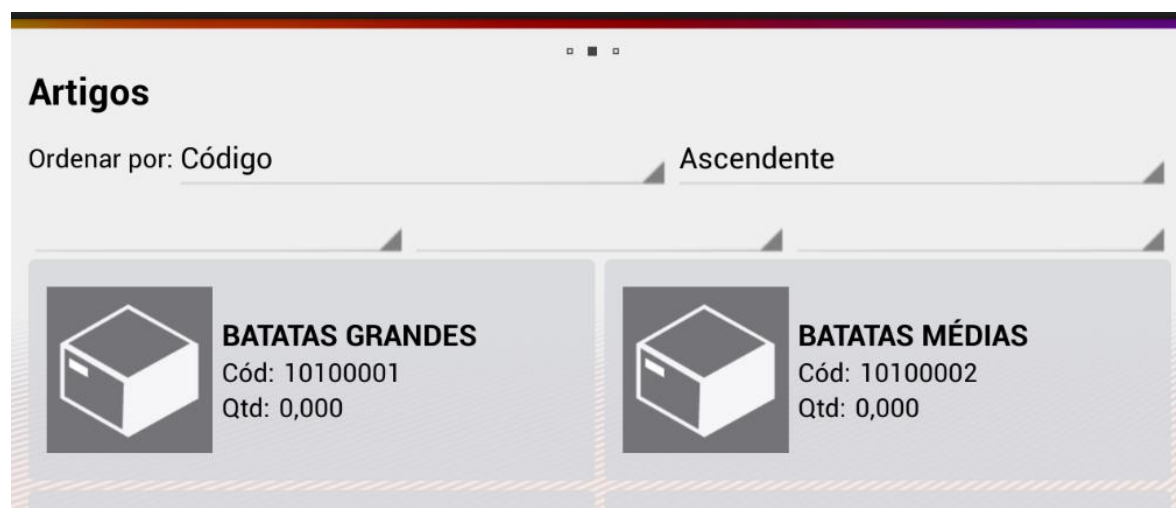 Artigos
Ordenar por: Código Ascendente
BATATAS GRANDES
Cód: 10100001
Qtd: 0,000
BATATAS MÉDIAS
Cód: 10100002
Qtd: 0,000